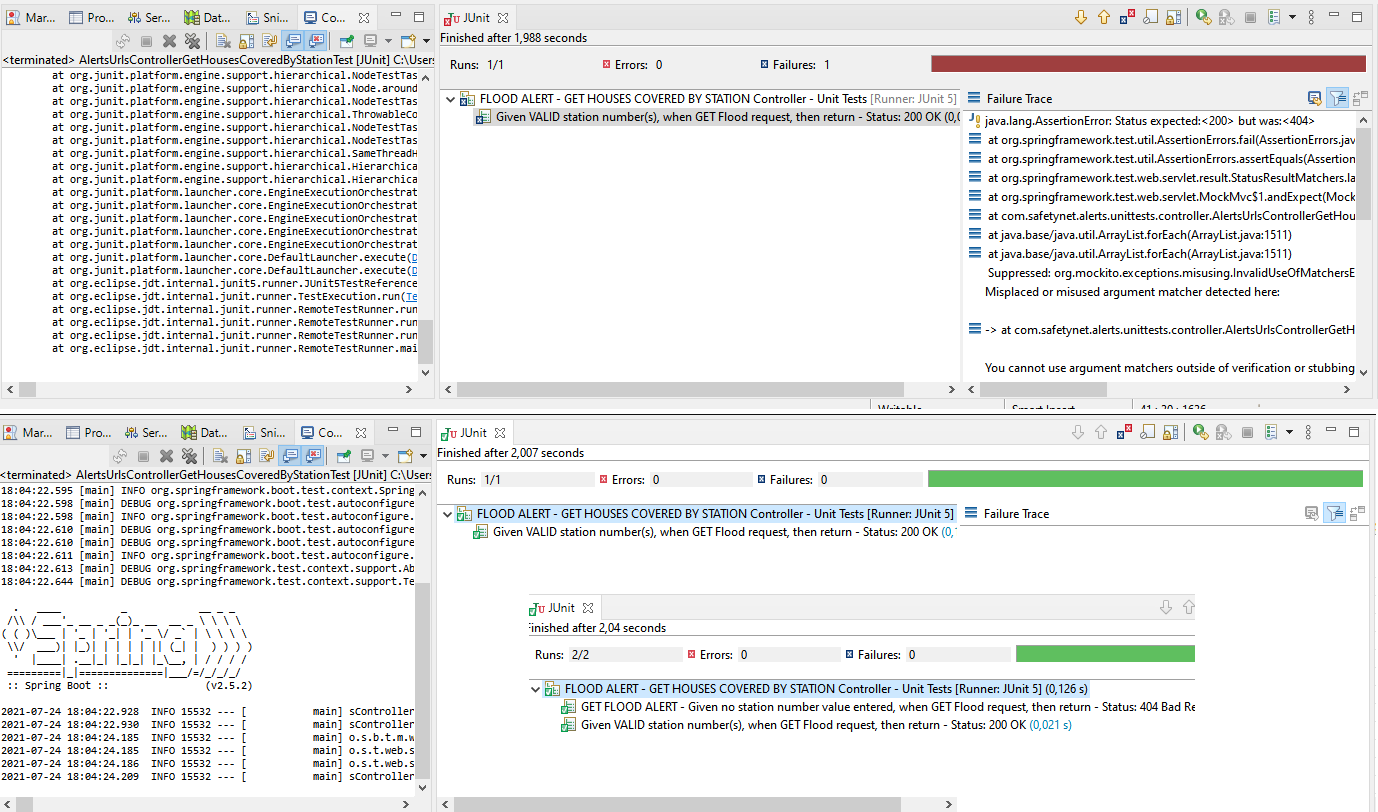 Mar... Pro... Ser... Dat... Sni... Co...
<terminated> AlertsUrlsControllerGetHousesCoveredByStationTest [JUnit] C:\Users
at org.junit.platform.engine.support.hierarchical.NodeTestTas
at org.junit.platform.engine.support.hierarchical.Node.around
at org.junit.platform.engine.support.hierarchical.NodeTestTas
at org.junit.platform.engine.support.hierarchical.ThrowableCo
at org.junit.platform.engine.support.hierarchical.NodeTestTas
at org.junit.platform.engine.support.hierarchical.NodeTestTas
at org.junit.platform.engine.support.hierarchical.SameThreadH
at org.junit.platform.engine.support.hierarchical.Hierarchica
at org.junit.platform.engine.support.hierarchical.Hierarchica
at org.junit.platform.launcher.core.EngineExecutionOrchestrat
at org.junit.platform.launcher.core.EngineExecutionOrchestrat
at org.junit.platform.launcher.core.EngineExecutionOrchestrat
at org.junit.platform.launcher.core.EngineExecutionOrchestrat
at org.junit.platform.launcher.core.EngineExecutionOrchestrat
at org.junit.platform.launcher.core.DefaultLauncher.execute(D
at org.junit.platform.launcher.core.DefaultLauncher.execute(D
at org.eclipse.jdt.internal.junit5.runner.JUnit5TestReference
at org.eclipse.jdt.internal.junit.runner.TestExecution.run(Te
at org.eclipse.jdt.internal.junit.runner.RemoteTestRunner.run
at org.eclipse.jdt.internal.junit.runner.RemoteTestRunner.run
at org.eclipse.jdt.internal.junit.runner.RemoteTestRunner.run
at org.eclipse.jdt.internal.junit.runner.RemoteTestRunner.mai
JUnit
Finished after 1,988 seconds
Runs: 1/1 Errors: 0 Failures: 1
FLOOD ALERT - GET HOUSES COVERED BY STATION Controller - Unit Tests [Runner: JUnit 5]
Given VALID station number(s), when GET Flood request, then return - Status: 200 OK (0,0
Failure Trace
java.lang.AssertionError: Status expected:<200> but was:<404>
at org.springframework.test.util.AssertionErrors.fail(AssertionErrors.jav
at org.springframework.test.util.AssertionErrors.assertEquals(Assertion
at org.springframework.test.web.servlet.result.StatusResultMatchers.la
at org.springframework.test.web.servlet.MockMvc$1.andExpect(Mock
at com.safetynet.alerts.unittests.controller.AlertsUrlsControllerGetHou
at java.base/java.util.ArrayList.forEach(ArrayList.java:1511)
at java.base/java.util.ArrayList.forEach(ArrayList.java:1511)
Suppressed: org.mockito.exceptions.misusing.InvalidUseOfMatchersE
Misplaced or misused argument matcher detected here:
-> at com.safetynet.alerts.unittests.controller.AlertsUrlsControllerGetH
You cannot use argument matchers outside of verification or stubbing
Writable Smart Insert 41 : 20 : 1636
Mar... Pro... Ser... Dat... Sni... Co...
<terminated> AlertsUrlsControllerGetHousesCoveredByStationTest [JUnit] C:\Users
18:04:22.595 [main] INFO org.springframework.boot.test.context.Spring
18:04:22.598 [main] DEBUG org.springframework.boot.test.autoconfigure
18:04:22.598 [main] INFO org.springframework.boot.test.autoconfigure.
18:04:22.610 [main] DEBUG org.springframework.boot.test.autoconfigure
18:04:22.610 [main] DEBUG org.springframework.boot.test.autoconfigure
18:04:22.611 [main] INFO org.springframework.boot.test.autoconfigure.
18:04:22.613 [main] DEBUG org.springframework.test.context.support.Ab
18:04:22.644 [main] DEBUG org.springframework.test.context.support.Te
:: Spring Boot :: (v2.5.2)
2021-07-24 18:04:22.928 INFO 15532 --- [ main] sController
2021-07-24 18:04:22.930 INFO 15532 --- [ main] sController
2021-07-24 18:04:24.185 INFO 15532 --- [ main] o.s.b.t.m.w
2021-07-24 18:04:24.185 INFO 15532 --- [ main] o.s.t.web.s
2021-07-24 18:04:24.186 INFO 15532 --- [ main] o.s.t.web.s
2021-07-24 18:04:24.209 INFO 15532 --- [ main] sController
JUnit
Finished after 2,007 seconds
Runs: 1/1 Errors: 0 Failures: 0
FLOOD ALERT - GET HOUSES COVERED BY STATION Controller - Unit Tests [Runner: JUnit 5]
Given VALID station number(s), when GET Flood request, then return - Status: 200 OK (0,
Failure Trace
JUnit
inished after 2,04 seconds
Runs: 2/2 Errors: 0 Failures: 0
FLOOD ALERT - GET HOUSES COVERED BY STATION Controller - Unit Tests [Runner: JUnit 5] (0,126 s)
GET FLOOD ALERT - Given no station number value entered, when GET Flood request, then return - Status: 404 Bad Re
Given VALID station number(s), when GET Flood request, then return - Status: 200 OK (0,021 s)